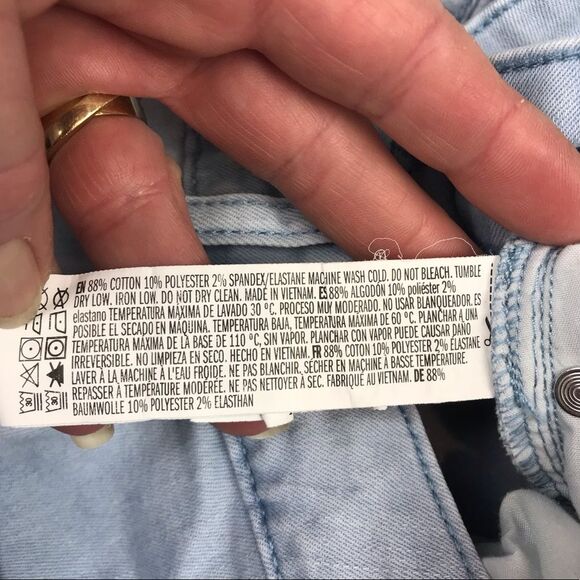 EN 88% COTTON 10% POLYESTER 2% SPANDEX/ELASTANE MACHINE WASH COLD. DO NOT BLEACH. TUMBLE
DRY LOW. IRON LOW. DO NOT DRY CLEAN. MADE IN VIETNAM. ES 88% ALGODÓN 10% poliéster 2%
elastano TEMPERATURA MÁXIMA DE LAVADO 30 °C. PROCESO MUY MODERADO. NO USAR BLANQUEADOR. ES
POSIBLE EL SECADO EN MÁQUINA. TEMPERATURA BAJA, TEMPERATURA MÁXIMA DE 60 °C. PLANCHAR A UNA
TEMPERATURA MÁXIMA DE LA BASE DE 110 °C, SIN VAPOR. PLANCHAR CON VAPOR PUEDE CAUSAR DAÑO
IRREVERSIBLE. NO LIMPIEZA EN SECO. HECHO EN VIETNAM. FR 88% COTON 10% POLYESTER 2% ÉLASTANE
LAVER À LA MACHINE À L'EAU FROIDE. NE PAS BLANCHIR. SÉCHER EN MACHINE À BASSE TEMPÉRATURE.
REPASSER À TEMPÉRATURE MODÉRÉE. NE PAS NETTOYER À SEC. FABRIQUÉ AU VIETNAM. DE 88%
BAUMWOLLE 10% POLYESTER 2% ELASTHAN